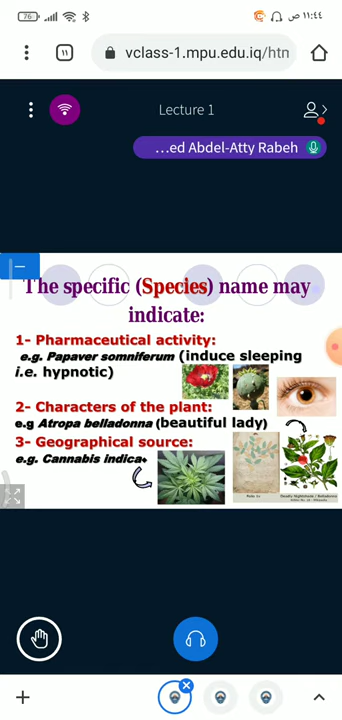 76
١١:٤٤ ص
١١
vclass-1.mpu.edu.iq/htn
Lecture 1
...ed Abdel-Atty Rabeh
The specific (Species) name may
indicate:
1- Pharmaceutical activity:
e.g. Papaver somniferum (induce sleeping
i.e. hypnotic)
2- Characters of the plant:
e.g Atropa belladonna (beautiful lady)
3- Geographical source:
e.g. Cannabis indica